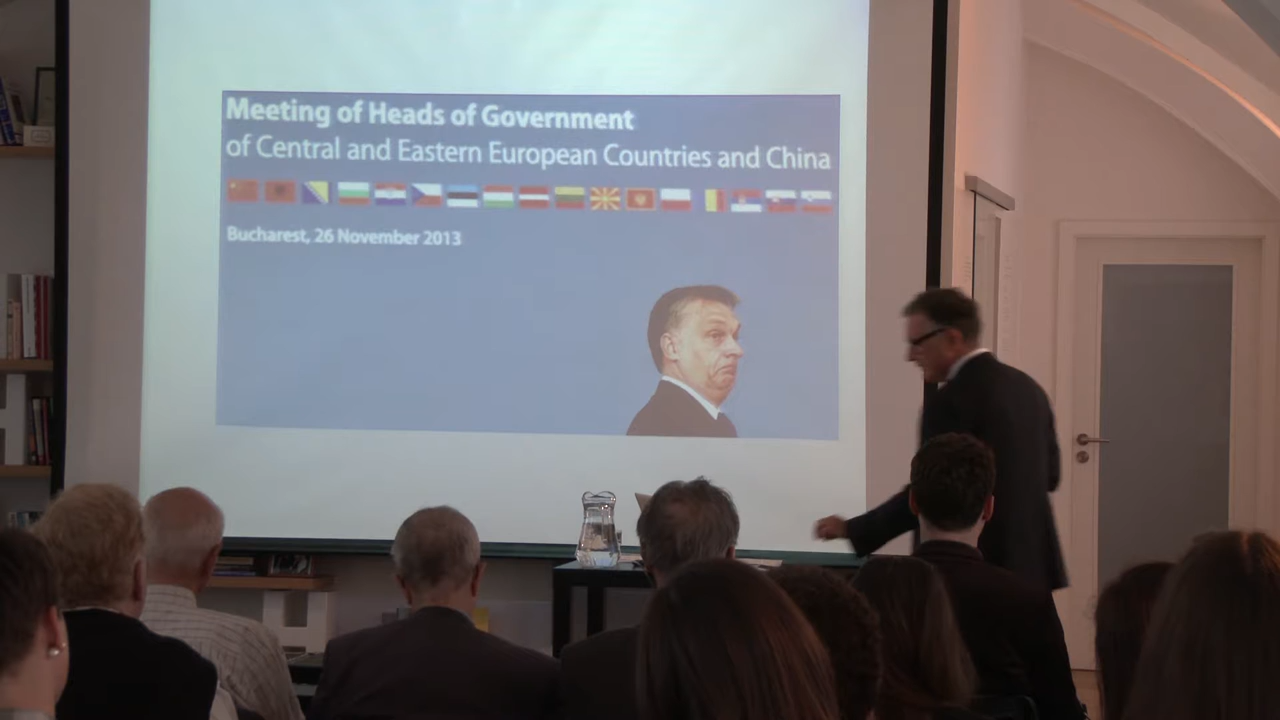 Meeting of Heads of Government
of Central and Eastern European Countries and China
Bucharest, 26 November 2013